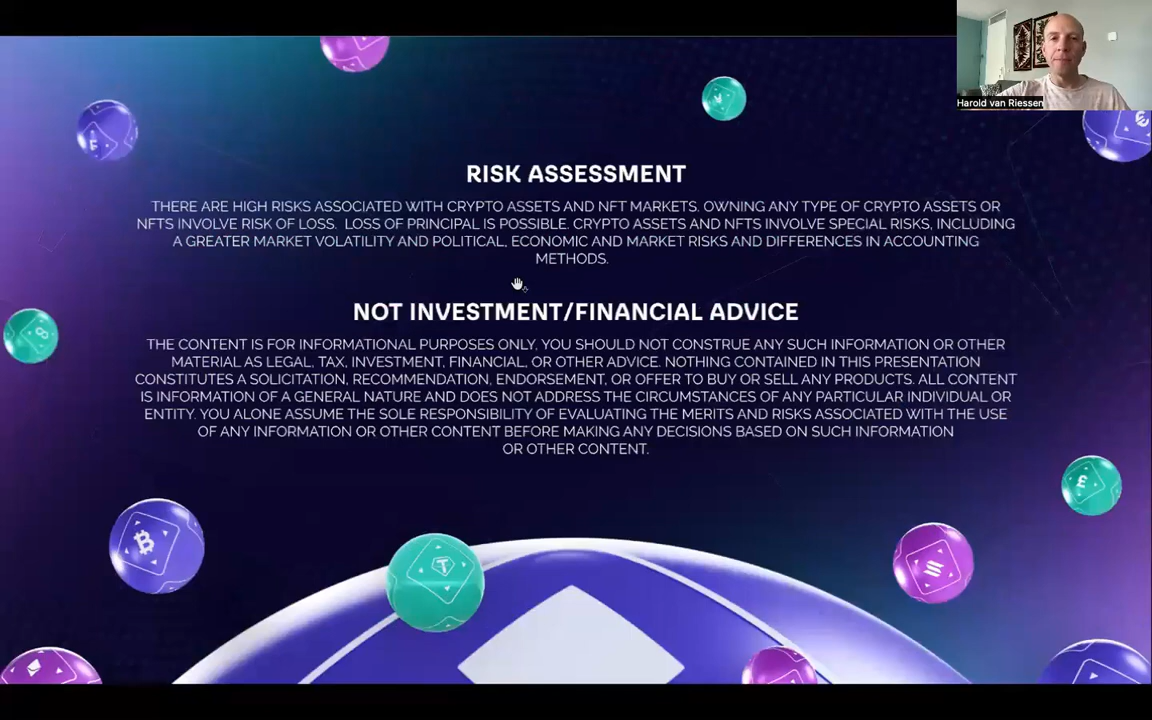 Harold van Riessen
RISK ASSESSMENT
THERE ARE HIGH RISKS ASSOCIATED WITH CRYPTO ASSETS AND NFT MARKETS. OWNING ANY TYPE OF CRYPTO ASSETS OR
NFTS INVOLVE RISK OF LOSS. LOSS OF PRINCIPAL IS POSSIBLE. CRYPTO ASSETS AND NFTS INVOLVE SPECIAL RISKS, INCLUDING
A GREATER MARKET VOLATILITY AND POLITICAL, ECONOMIC AND MARKET RISKS AND DIFFERENCES IN ACCOUNTING
METHODS.
NOT INVESTMENT/FINANCIAL ADVICE
THE CONTENT IS FOR INFORMATIONAL PURPOSES ONLY, YOU SHOULD NOT CONSTRUE ANY SUCH INFORMATION OR OTHER
MATERIAL AS LEGAL, TAX, INVESTMENT, FINANCIAL, OR OTHER ADVICE. NOTHING CONTAINED IN THIS PRESENTATION
CONSTITUTES A SOLICITATION, RECOMMENDATION, ENDORSEMENT, OR OFFER TO BUY OR SELL ANY PRODUCTS. ALL CONTENT
IS INFORMATION OF A GENERAL NATURE AND DOES NOT ADDRESS THE CIRCUMSTANCES OF ANY PARTICULAR INDIVIDUAL OR
ENTITY. YOU ALONE ASSUME THE SOLE RESPONSIBILITY OF EVALUATING THE MERITS AND RISKS ASSOCIATED WITH THE USE
OF ANY INFORMATION OR OTHER CONTENT BEFORE MAKING ANY DECISIONS BASED ON SUCH INFORMATION
OR OTHER CONTENT.